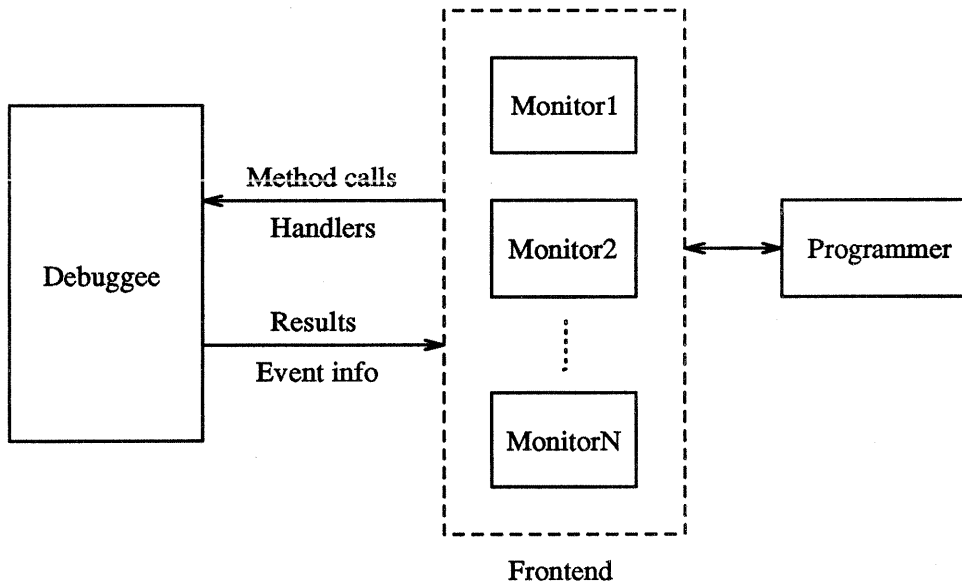 Monitor1
Method calls
Handlers
Monitor2
Programmer
Debuggee
Results
Event info
MonitorN
Frontend